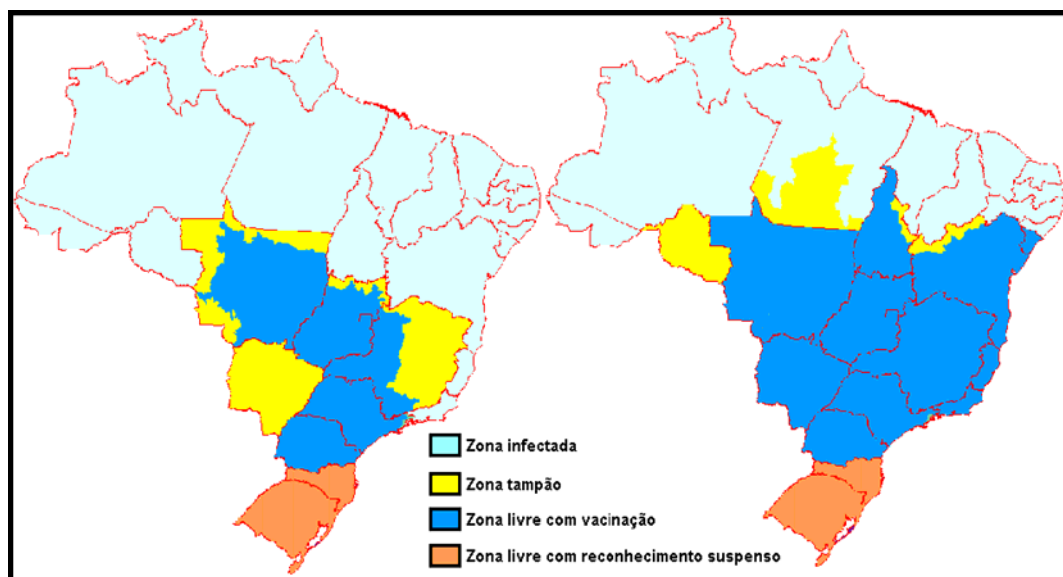 Zona infectada
Zona tampão
Zona livre com vacinação
Zona livre com reconhecimento suspenso